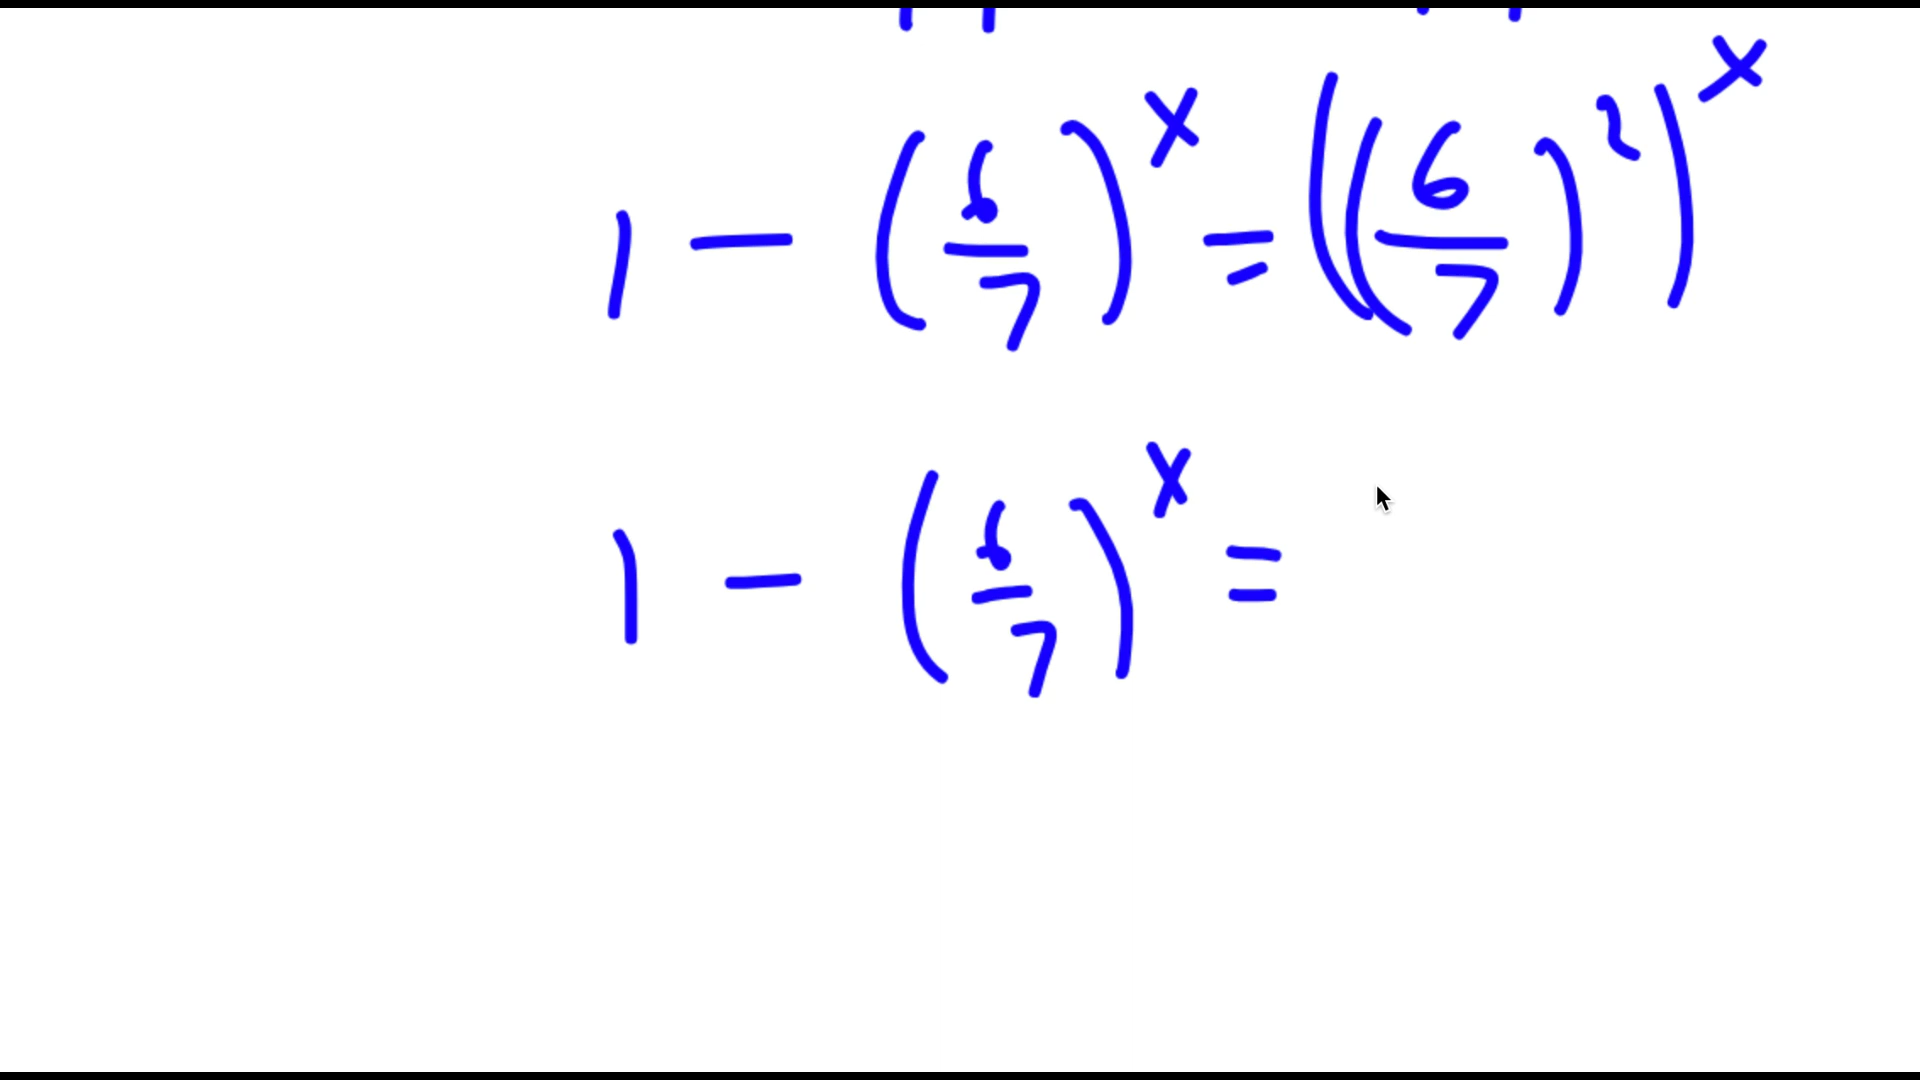 1 - (6/7)^x = ((6/7)^2)^x
1 - (6/7)^x =